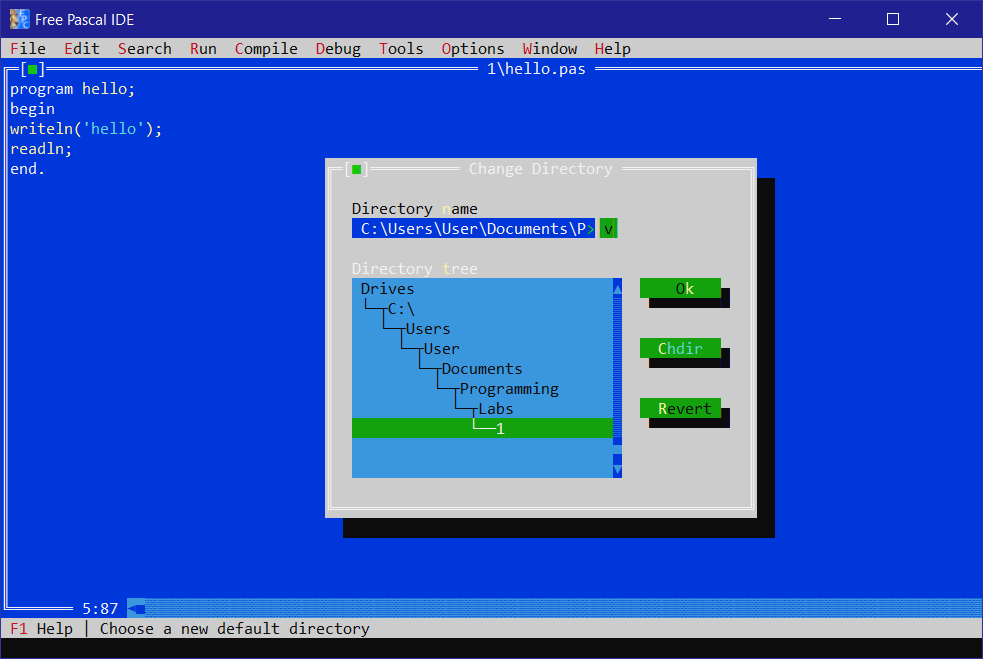 Free Pascal IDE
File Edit Search Run Compile Debug Tools Options Window Help
1\hello.pas
program hello;
begin
writeln('hello');
readln;
end.
Change Directory
Directory name
C:\Users\User\Documents\P> v
Directory tree
Drives
C:\
Users
User
Documents
Programming
Labs
1
Ok
Chdir
Revert
5:87
F1 Help | Choose a new default directory